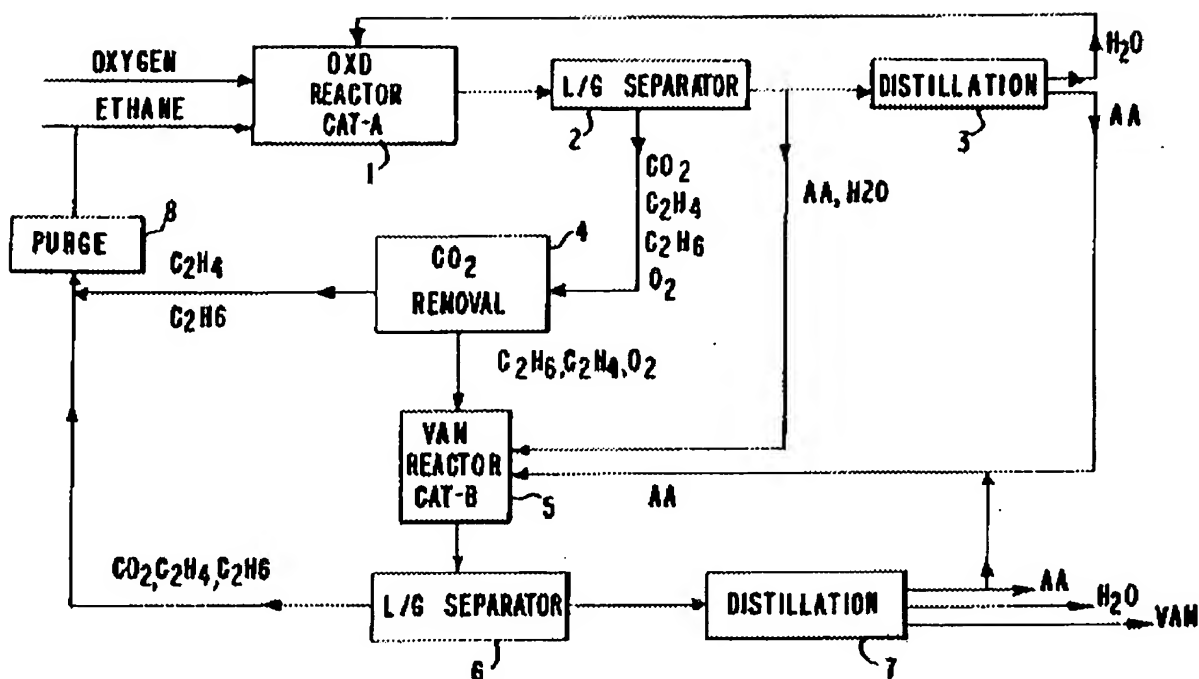 OXYGEN
ETHANE
OXD
REACTOR
CAT-A
1
L/G SEPARATOR
2
DISTILLATION
3
H2O
AA
CO2
C2H4
C2H6
O2
AA, H2O
PURGE
8
C2H4
C2H6
CO2
REMOVAL
4
C2H6,C2H4,O2
VAM
REACTOR
CAT-B
5
AA
CO2,C2H4,C2H6
L/G SEPARATOR
6
DISTILLATION
7
AA
H2O
VAM